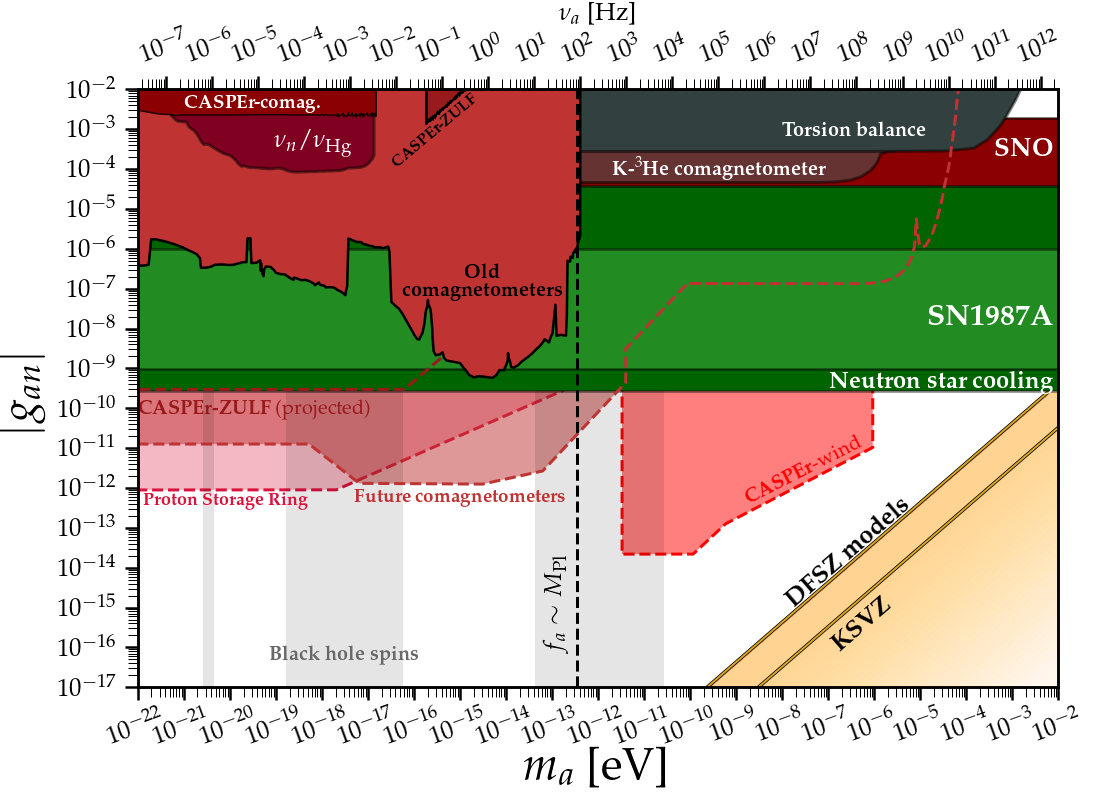 ν_a [Hz]
10^−7 10^−6 10^−5 10^−4 10^−3 10^−2 10^−1 10^0 10^1 10^2 10^3 10^4 10^5 10^6 10^7 10^8 10^9 10^10 10^11 10^12
10^−2
10^−3
10^−4
10^−5
10^−6
10^−7
10^−8
10^−9
10^−10
10^−11
10^−12
10^−13
10^−14
10^−15
10^−16
10^−17
|g_an|
CASPEr-comag.
ν_n/ν_Hg
CASPEr-ZULF
Torsion balance
K-³He comagnetometer
SNO
Old
comagnetometers
SN1987A
Neutron star cooling
CASPEr-ZULF (projected)
Proton Storage Ring
Future comagnetometers
CASPEr-wind
f_a ∼ M_Pl
DFSZ models
KSVZ
Black hole spins
10^−22 10^−21 10^−20 10^−19 10^−18 10^−17 10^−16 10^−15 10^−14 10^−13 10^−12 10^−11 10^−10 10^−9 10^−8 10^−7 10^−6 10^−5 10^−4 10^−3 10^−2
m_a [eV]